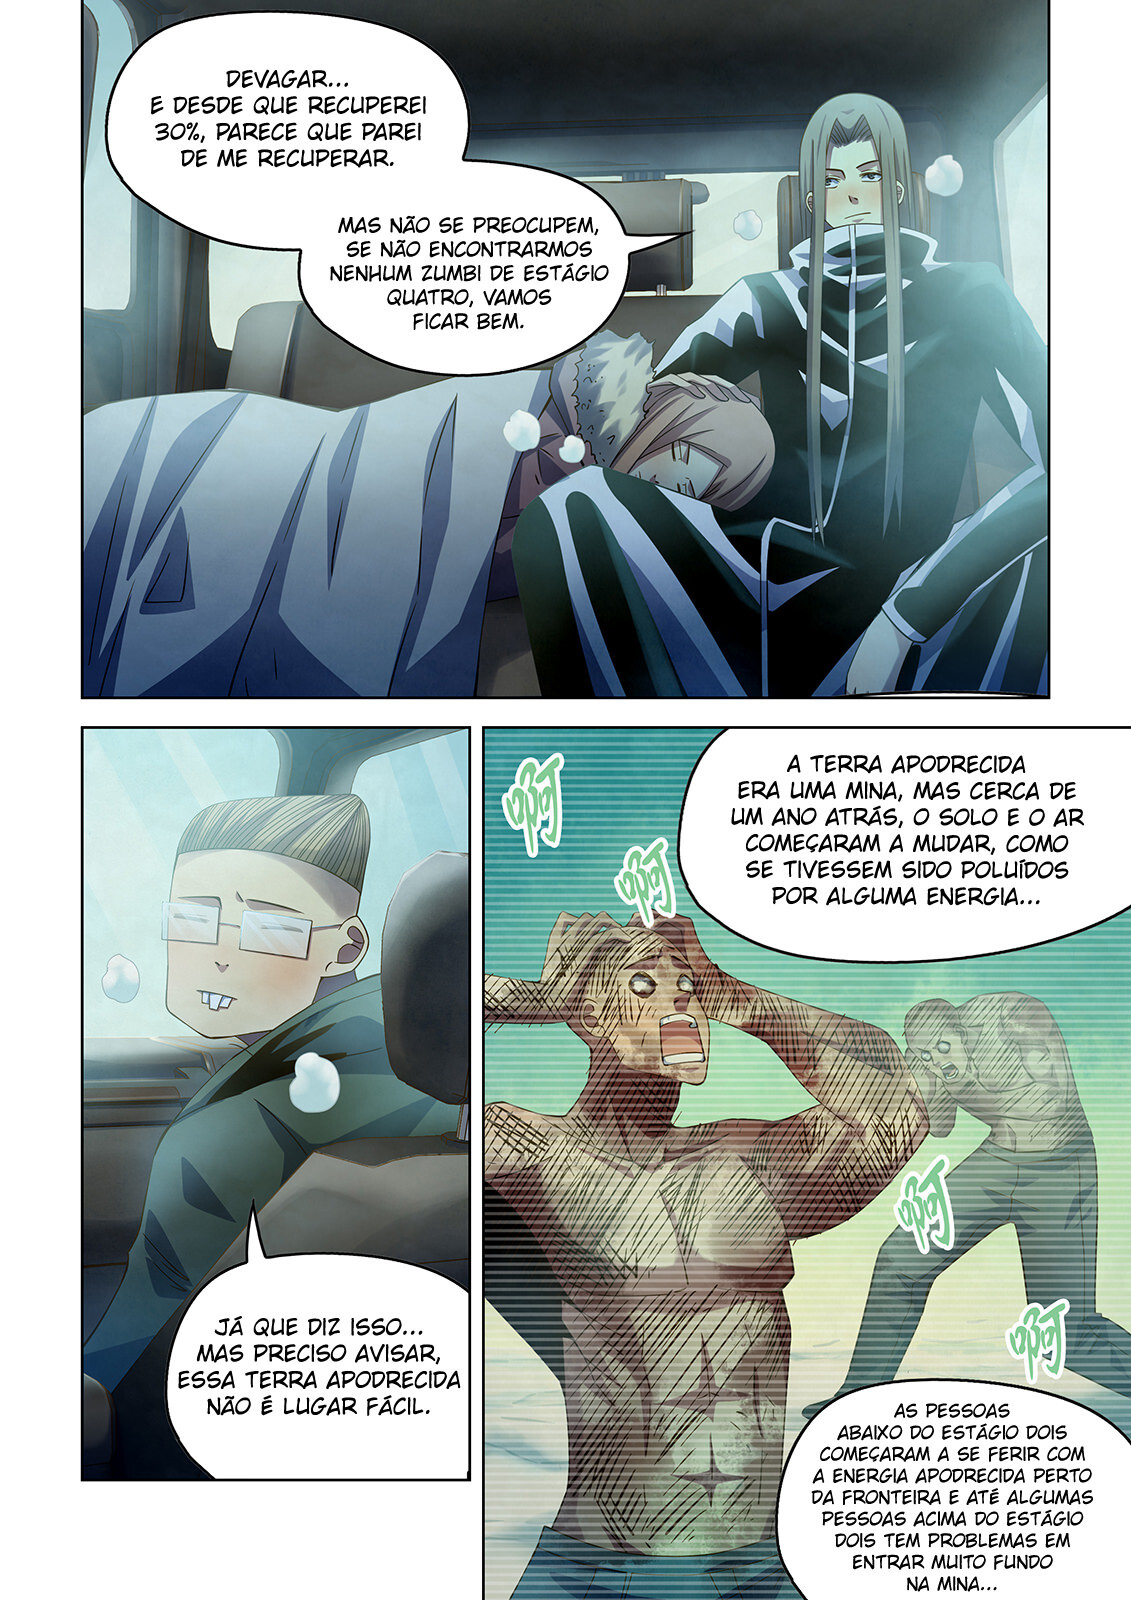 DEVAGAR...
E DESDE QUE RECUPEREI
30%, PARECE QUE PAREI
DE ME RECUPERAR.
MAS NÃO SE PREOCUPEM,
SE NÃO ENCONTRARMOS
NENHUM ZUMBI DE ESTÁGIO
QUATRO, VAMOS
FICAR BEM.
JÁ QUE DIZ ISSO...
MAS PRECISO AVISAR,
ESSA TERRA APODRECIDA
NÃO É LUGAR FÁCIL.
A TERRA APODRECIDA
ERA UMA MINA, MAS CERCA DE
UM ANO ATRÁS, O SOLO E O AR
COMEÇARAM A MUDAR, COMO
SE TIVESSEM SIDO POLUÍDOS
POR ALGUMA ENERGIA...
啊
啊
啊
啊
AS PESSOAS
ABAIXO DO ESTÁGIO DOIS
COMEÇARAM A SE FERIR COM
A ENERGIA APODRECIDA PERTO
DA FRONTEIRA E ATÉ ALGUMAS
PESSOAS ACIMA DO ESTÁGIO
DOIS TEM PROBLEMAS EM
ENTRAR MUITO FUNDO
NA MINA...